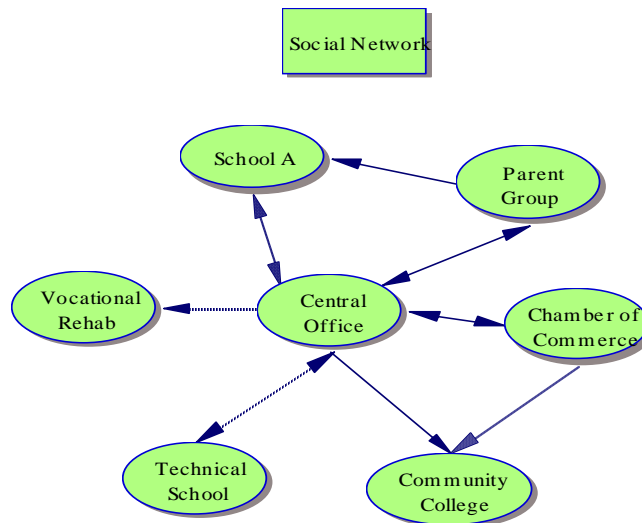 Social Network
School A
Parent
Group
Vocational
Rehab
Central
Office
Chamber of
Commerce
Technical
School
Community
College